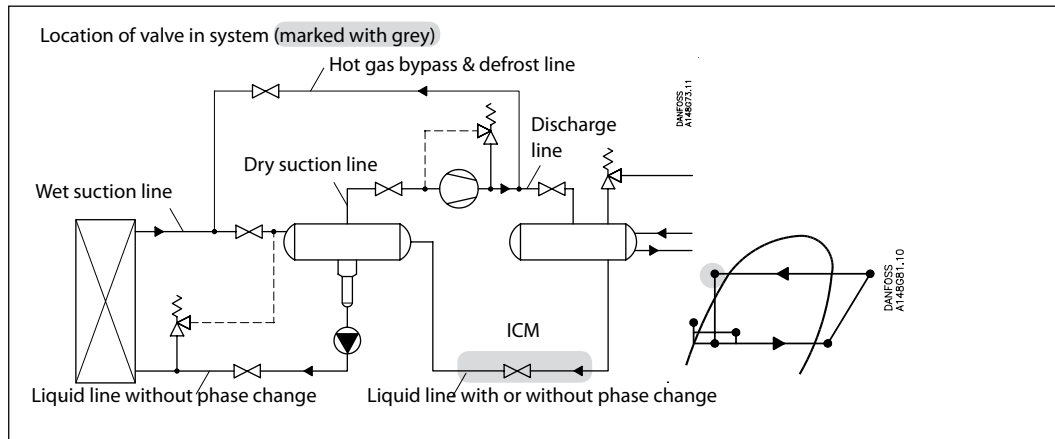 Location of valve in system (marked with grey)
Hot gas bypass & defrost line
DANFOSS
A148G73.11
Discharge
line
Dry suction line
Wet suction line
DANFOSS
A148G81.10
ICM
Liquid line without phase change
Liquid line with or without phase change